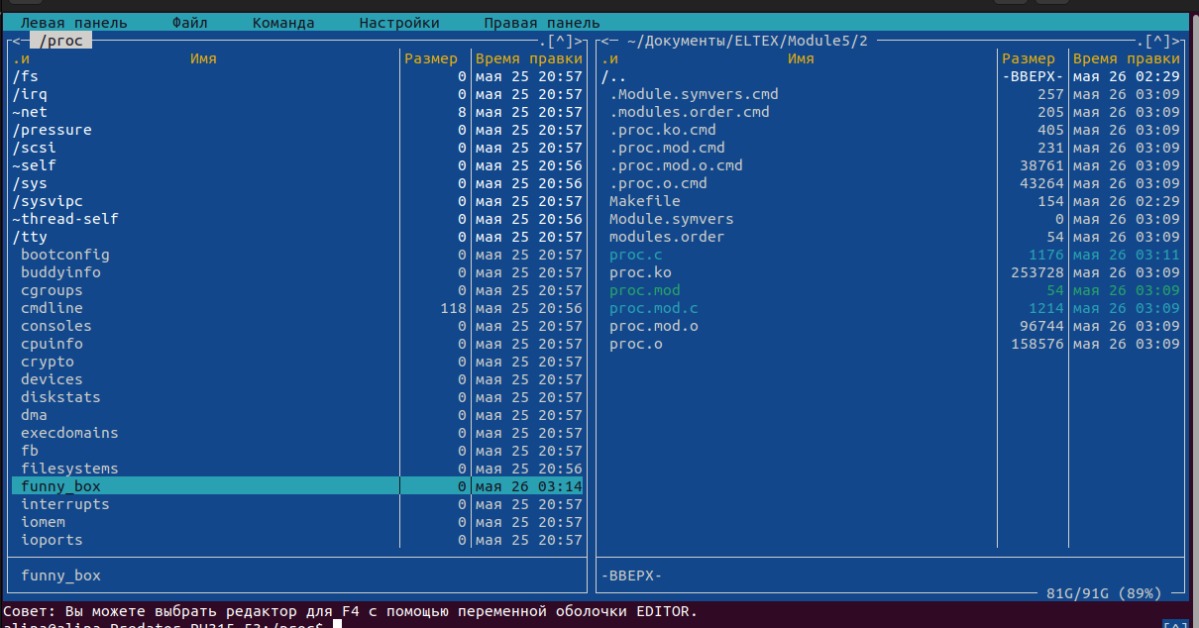 Левая панель Файл Команда Настройки Правая панель
<─ /proc .[^]>
.и Имя Размер Время правки
/fs 0 мая 25 20:57
/irq 0 мая 25 20:57
~net 8 мая 25 20:57
/pressure 0 мая 25 20:57
/scsi 0 мая 25 20:57
~self 0 мая 25 20:56
/sys 0 мая 25 20:56
/sysvipc 0 мая 25 20:57
~thread-self 0 мая 25 20:56
/tty 0 мая 25 20:57
bootconfig 0 мая 25 20:57
buddyinfo 0 мая 25 20:57
cgroups 0 мая 25 20:57
cmdline 118 мая 25 20:56
consoles 0 мая 25 20:57
cpuinfo 0 мая 25 20:57
crypto 0 мая 25 20:57
devices 0 мая 25 20:57
diskstats 0 мая 25 20:57
dma 0 мая 25 20:57
execdomains 0 мая 25 20:57
fb 0 мая 25 20:57
filesystems 0 мая 25 20:56
funny_box 0 мая 26 03:14
interrupts 0 мая 25 20:57
iomem 0 мая 25 20:57
ioports 0 мая 25 20:57
funny_box
<─ ~/Документы/ELTEX/Module5/2 .[^]>
.и Имя Размер Время правки
/.. -ВВЕРХ- мая 26 02:29
.Module.symvers.cmd 257 мая 26 03:09
.modules.order.cmd 205 мая 26 03:09
.proc.ko.cmd 405 мая 26 03:09
.proc.mod.cmd 231 мая 26 03:09
.proc.mod.o.cmd 38761 мая 26 03:09
.proc.o.cmd 43264 мая 26 03:09
Makefile 154 мая 26 02:29
Module.symvers 0 мая 26 03:09
modules.order 54 мая 26 03:09
proc.c 1176 мая 26 03:11
proc.ko 253728 мая 26 03:09
proc.mod 54 мая 26 03:09
proc.mod.c 1214 мая 26 03:09
proc.mod.o 96744 мая 26 03:09
proc.o 158576 мая 26 03:09
-ВВЕРХ-
81G/91G (89%)
Совет: Вы можете выбрать редактор для F4 с помощью переменной оболочки EDITOR.
[^]